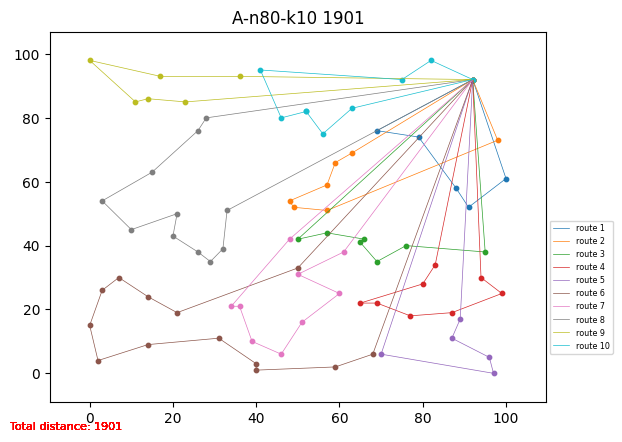 A-n80-k10 1901
100
80
60
40
20
0
0 20 40 60 80 100
route 1
route 2
route 3
route 4
route 5
route 6
route 7
route 8
route 9
route 10
Total distance: 1901